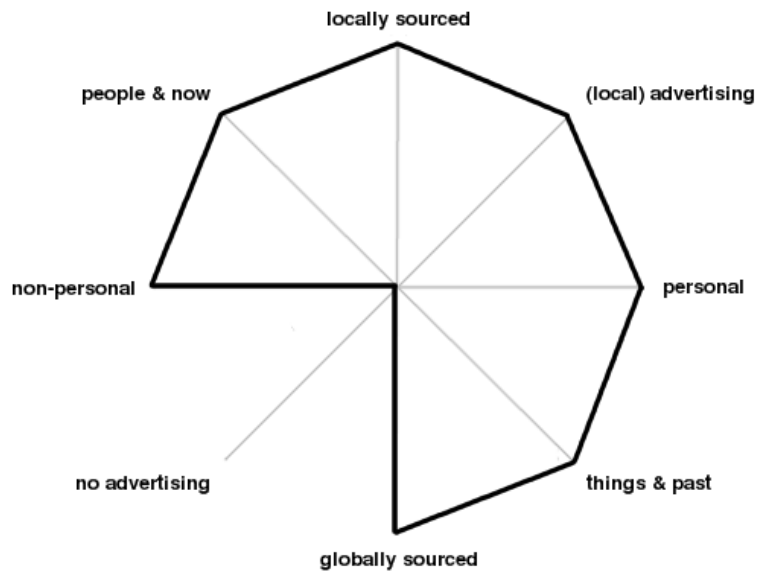 locally sourced
people & now
(local) advertising
non-personal
personal
no advertising
things & past
globally sourced